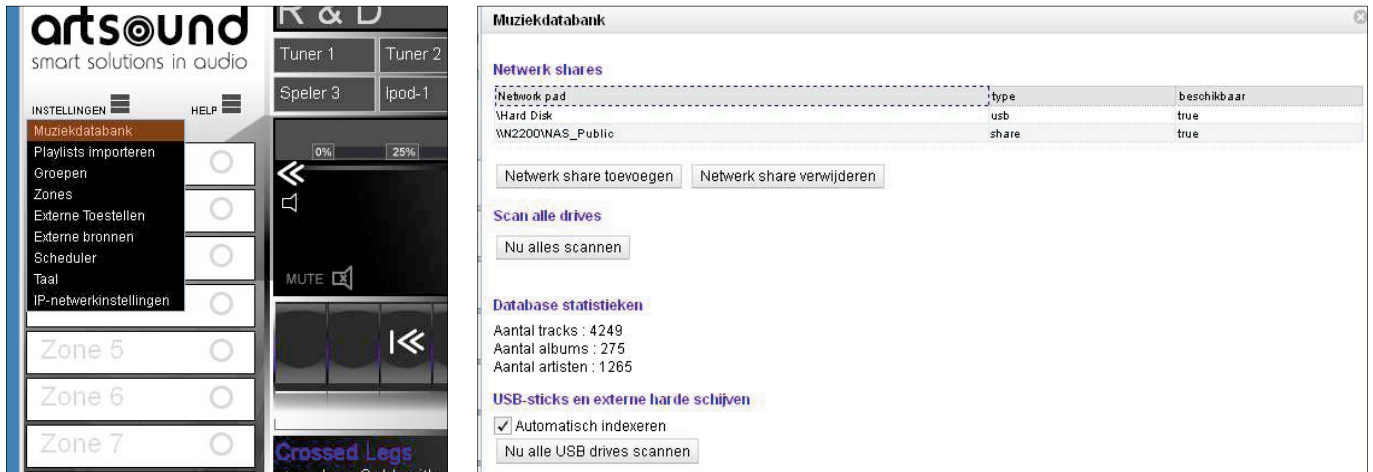 artsound
smart solutions in audio
INSTELLINGEN
HELP
Muziekdatabank
Playlists importeren
Groepen
Zones
Externe Toestellen
Externe bronnen
Scheduler
Taal
IP-netwerkinstellingen
Zone 5
Zone 6
Zone 7
R & D
Tuner 1
Tuner 2
Speler 3
Ipod-1
0%
25%
MUTE
Crossed Legs
Muziekdatabank
Netwerk shares
Network pad type beschikbaar
\Hard Disk usb true
\\N2200\NAS_Public share true
Netwerk share toevoegen Netwerk share verwijderen
Scan alle drives
Nu alles scannen
Database statistieken
Aantal tracks : 4249
Aantal albums : 275
Aantal artisten : 1265
USB-sticks en externe harde schijven
Automatisch indexeren
Nu alle USB drives scannen